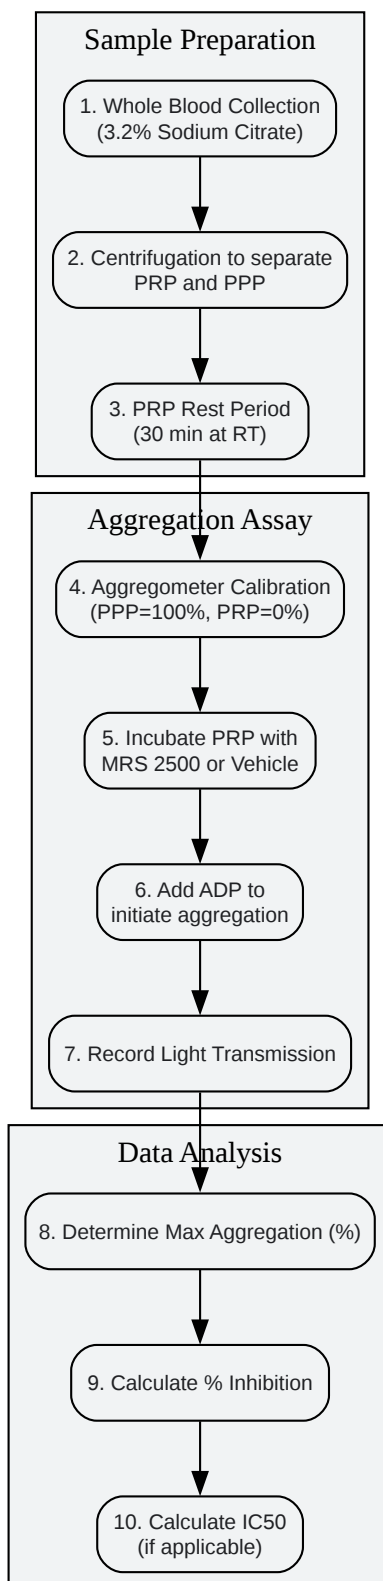 Sample Preparation
1. Whole Blood Collection
(3.2% Sodium Citrate)
2. Centrifugation to separate
PRP and PPP
3. PRP Rest Period
(30 min at RT)
Aggregation Assay
4. Aggregometer Calibration
(PPP=100%, PRP=0%)
5. Incubate PRP with
MRS 2500 or Vehicle
6. Add ADP to
initiate aggregation
7. Record Light Transmission
Data Analysis
8. Determine Max Aggregation (%)
9. Calculate % Inhibition
10. Calculate IC50
(if applicable)